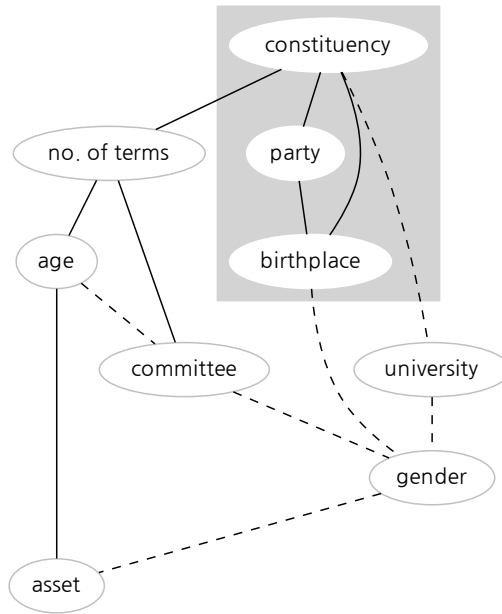 constituency
no. of terms
party
age
birthplace
committee
university
gender
asset